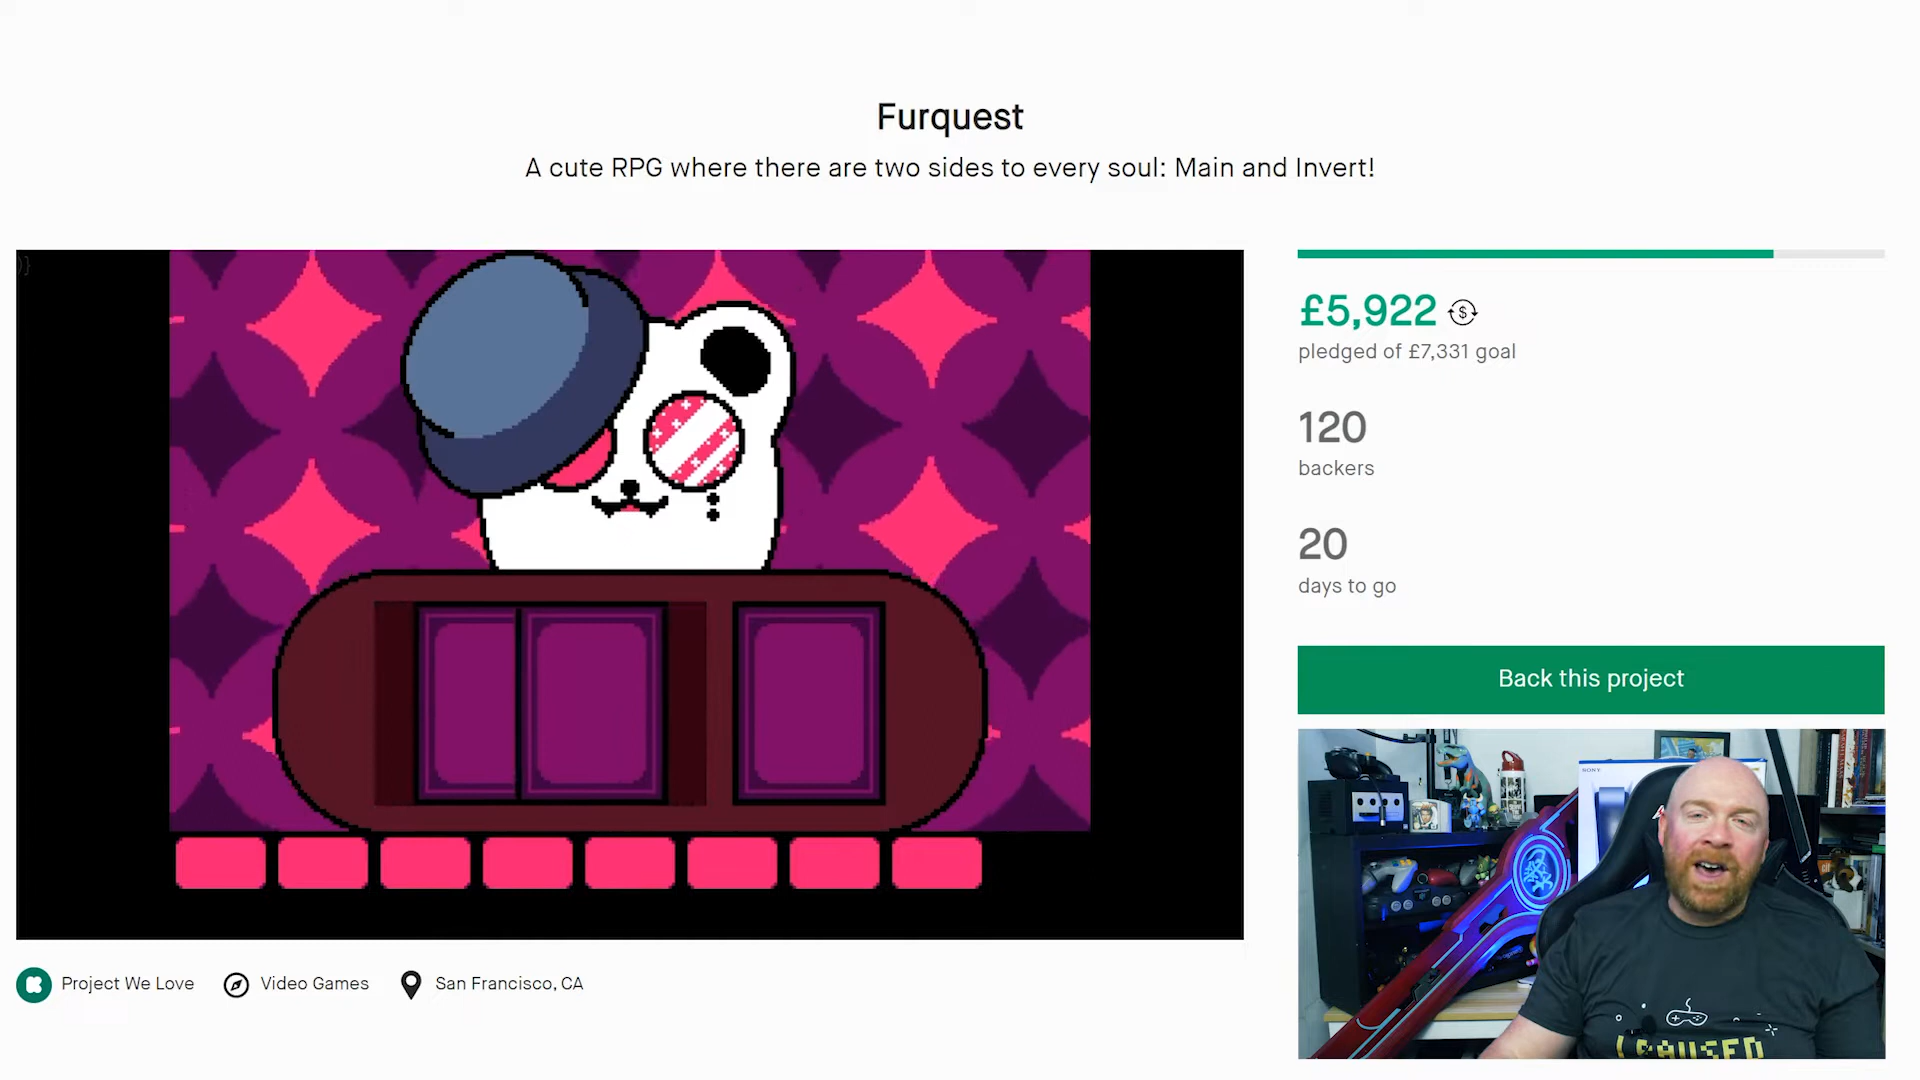 Furquest
A cute RPG where there are two sides to every soul: Main and Invert!
)}
£5,922
$
pledged of £7,331 goal
120
backers
20
days to go
Back this project
SONY
I PAUSED
Project We Love
Video Games
San Francisco, CA